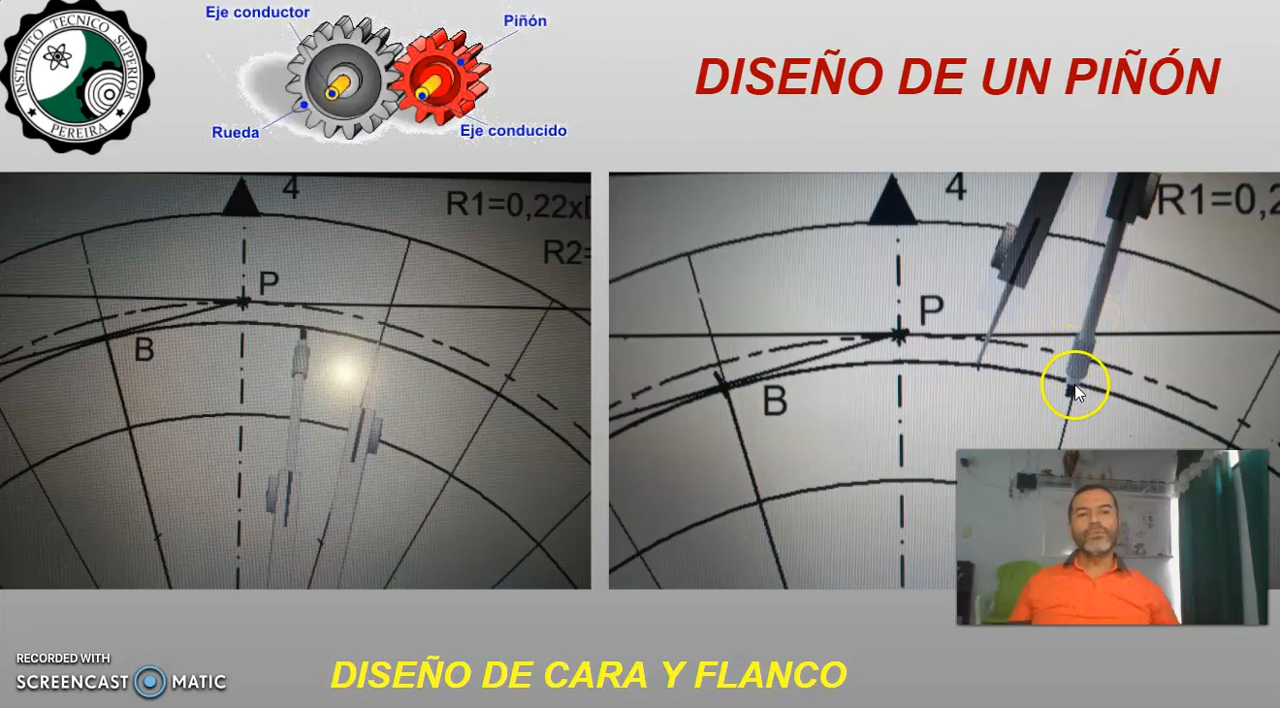 INSTITUTO TECNICO SUPERIOR
PEREIRA
Eje conductor
Piñón
Rueda
Eje conducido
DISEÑO DE UN PIÑÓN
4
R1=0,22x
R2=
P
B
4
R1=0,2
P
B
RECORDED WITH
SCREENCAST MATIC
DISEÑO DE CARA Y FLANCO